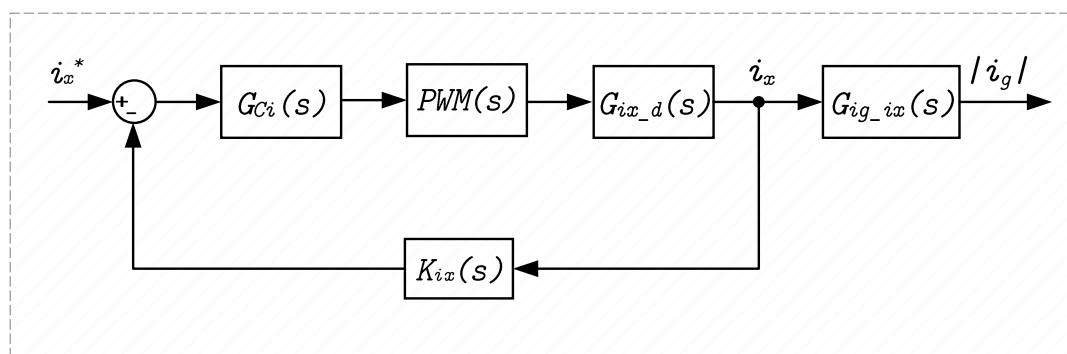 i_x*
+
−
G_Ci(s)
PWM(s)
G_ix_d(s)
i_x
G_ig_ix(s)
|i_g|
K_ix(s)